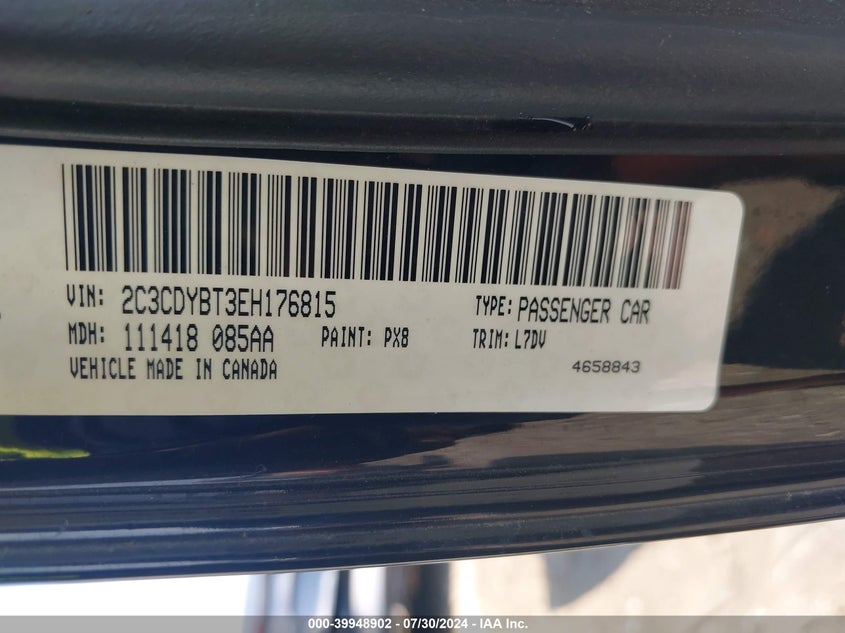 VIN: 2C3CDYBT3EH176815 TYPE: PASSENGER CAR
MDH: 111418 085AA PAINT: PX8 TRIM: L7DV
VEHICLE MADE IN CANADA 4658843
000-39948902 - 07/30/2024 - IAA Inc.